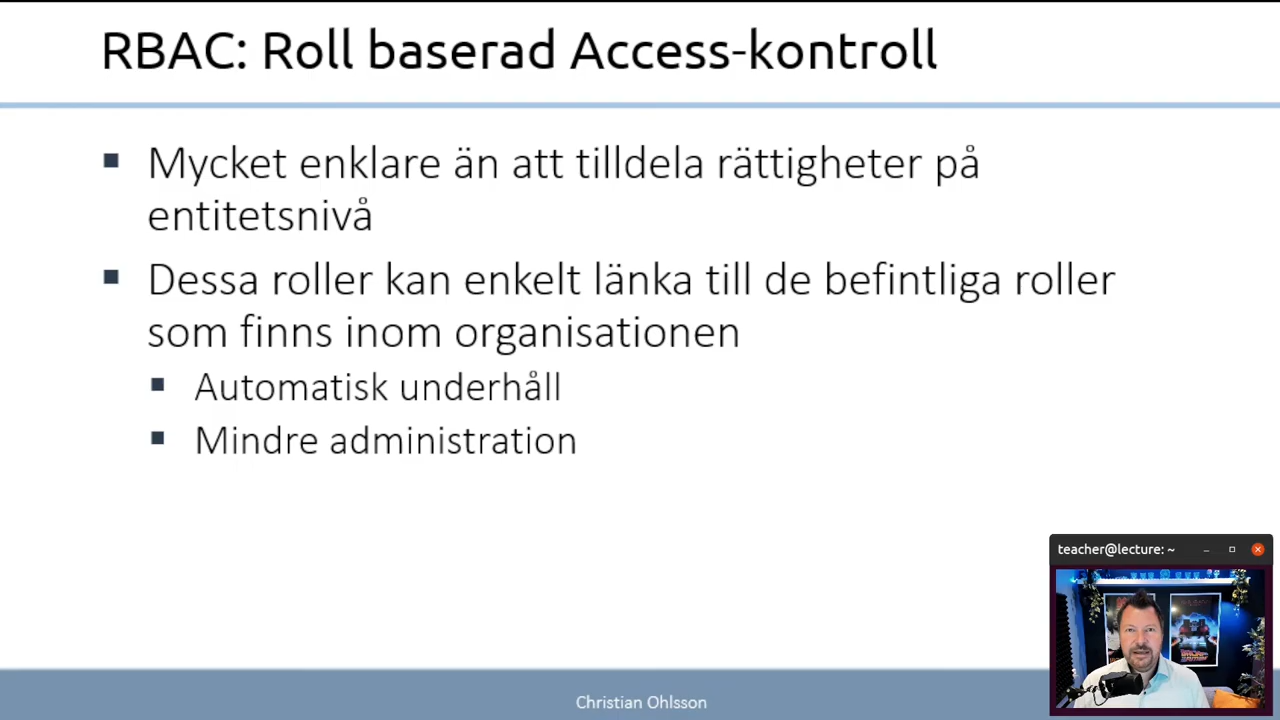 RBAC: Roll baserad Access-kontroll
Mycket enklare än att tilldela rättigheter på
entitetsnivå
Dessa roller kan enkelt länka till de befintliga roller
som finns inom organisationen
Automatisk underhåll
Mindre administration
teacher@lecture: ~
Christian Ohlsson